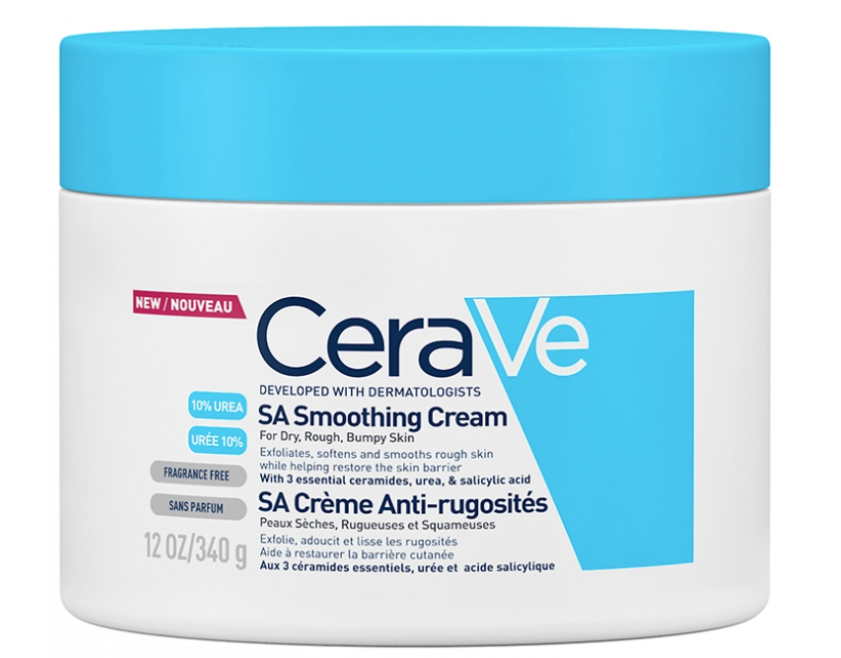 NEW / NOUVEAU
CeraVe
DEVELOPED WITH DERMATOLOGISTS
10% UREA
SA Smoothing Cream
For Dry, Rough, Bumpy Skin
URÉE 10%
Exfoliates, softens and smooths rough skin
while helping restore the skin barrier
FRAGRANCE FREE
With 3 essential ceramides, urea, & salicylic acid
SANS PARFUM
SA Crème Anti-rugosités
Peaux Sèches, Rugueuses et Squameuses
12 OZ/340 g
Exfolie, adoucit et lisse les rugosités
Aide à restaurer la barrière cutanée
Aux 3 céramides essentiels, urée et acide salicylique